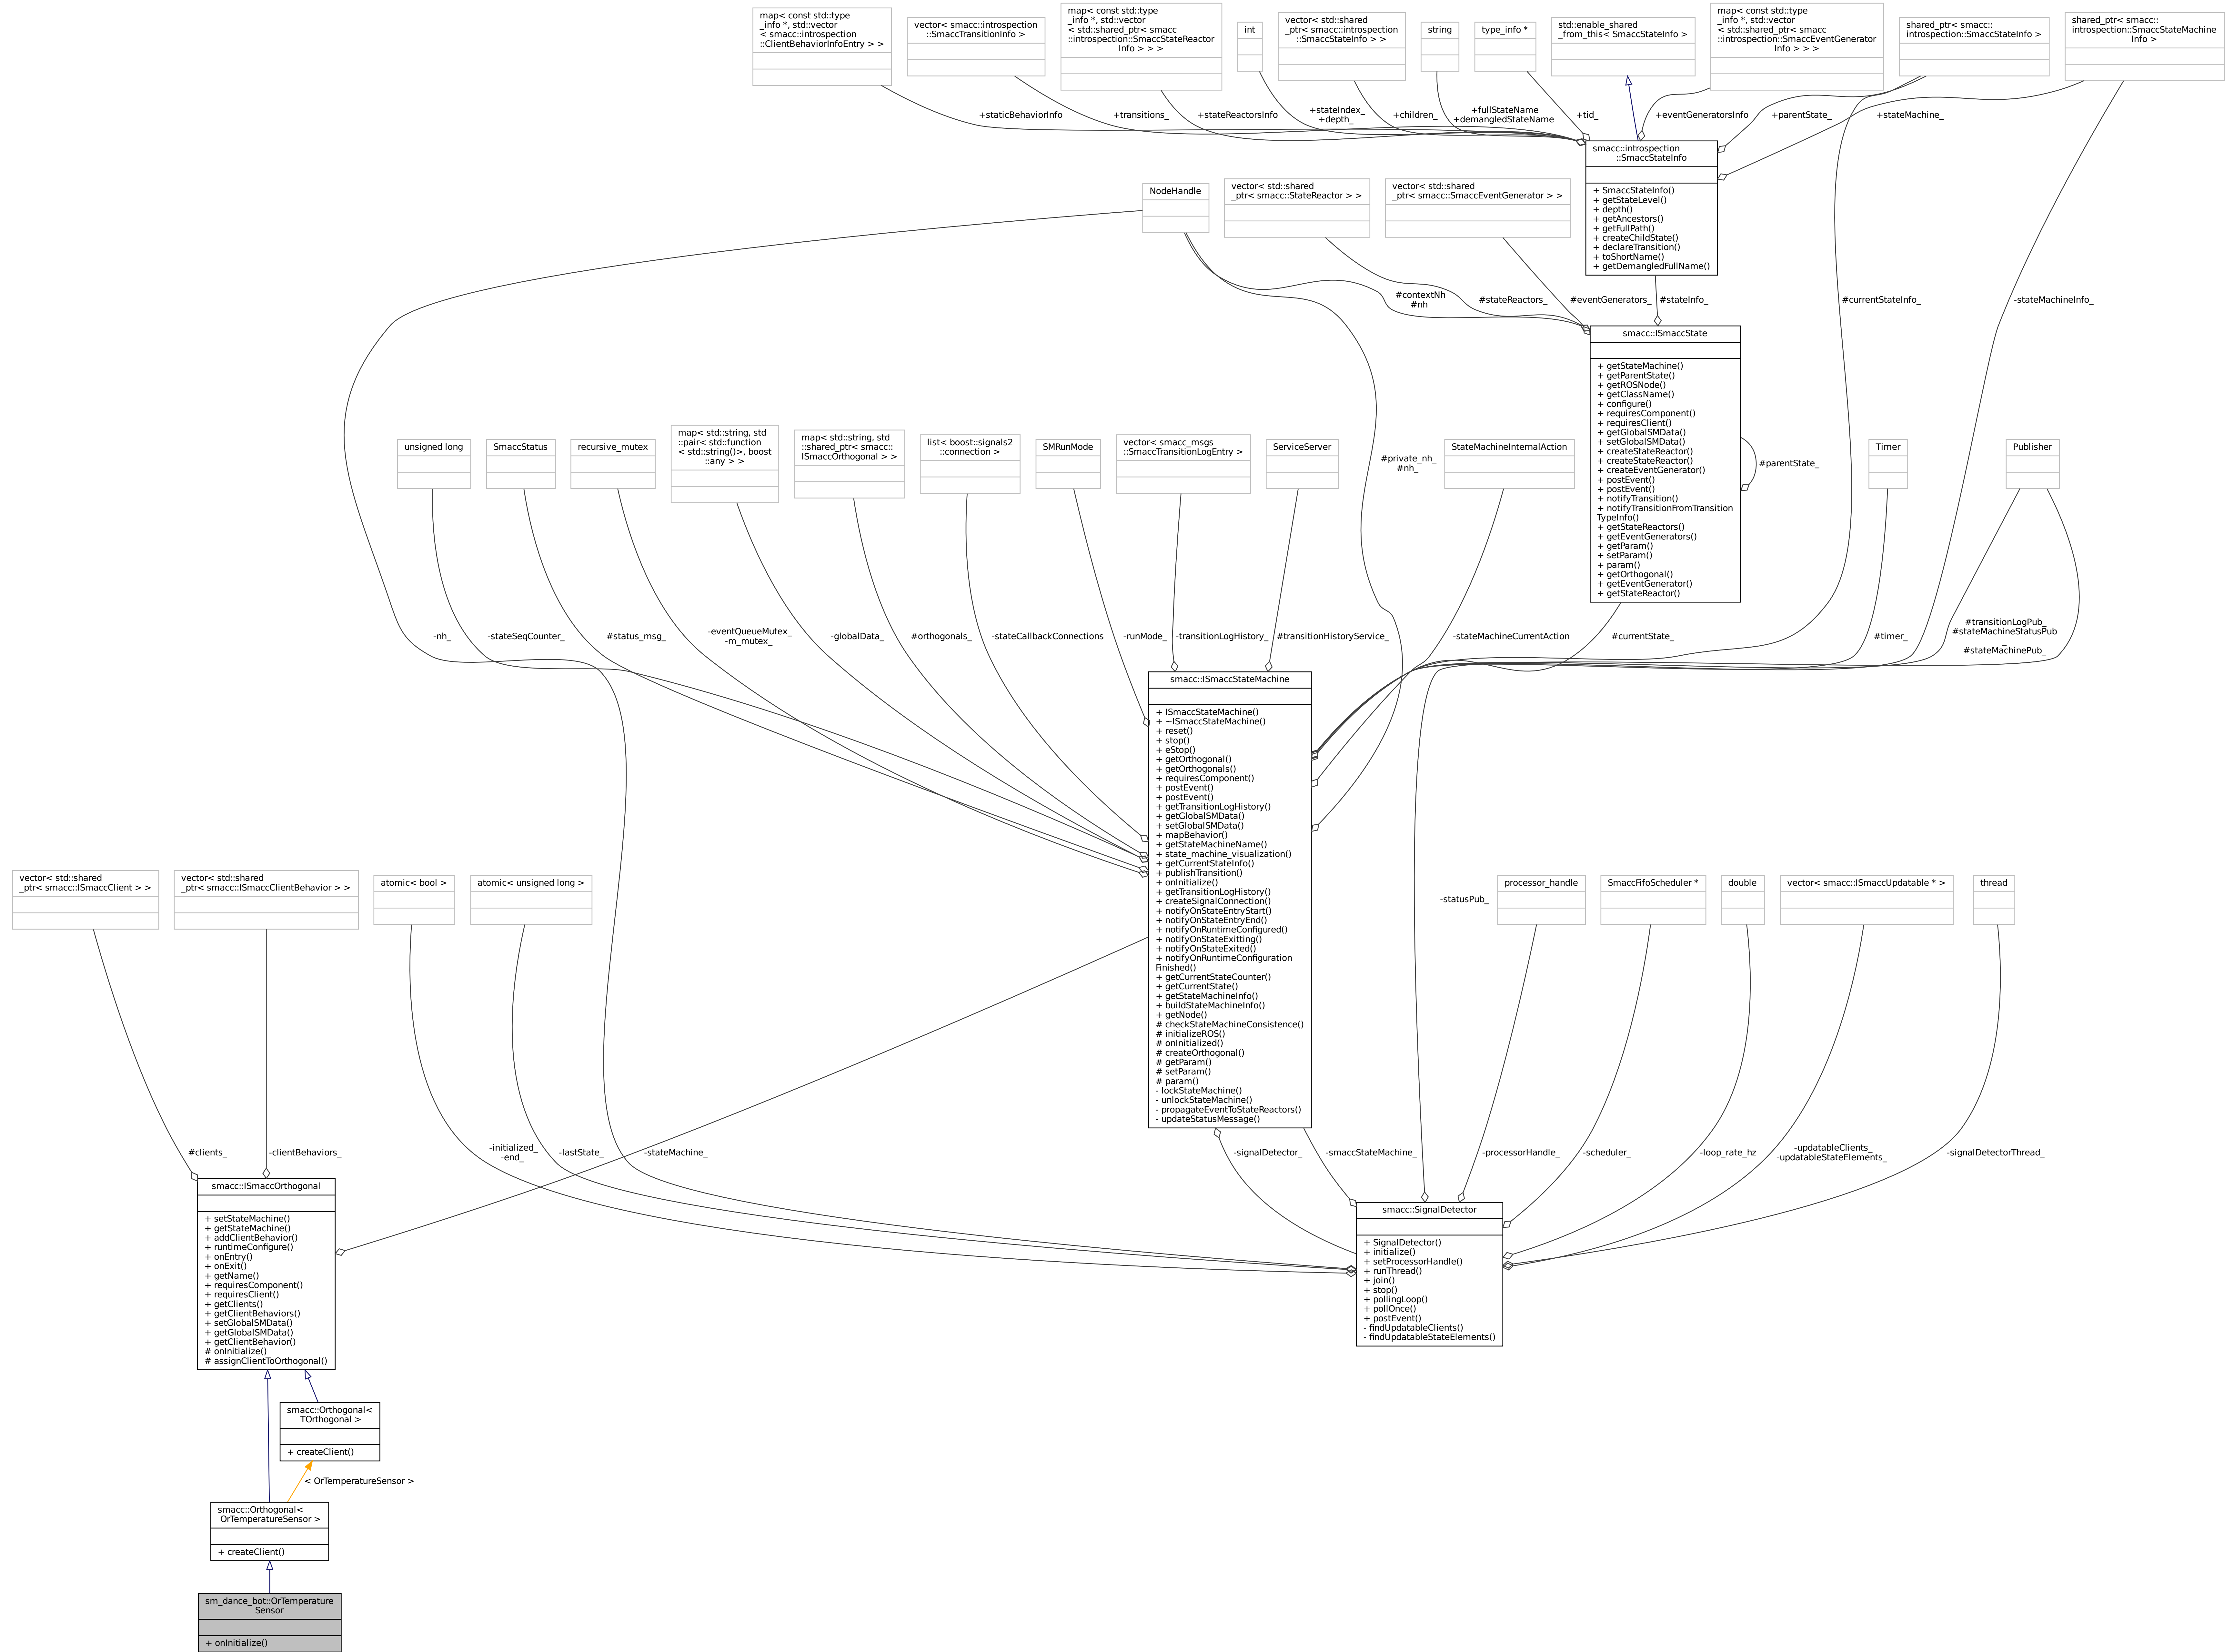 map< const std::type
_info *, std::vector
< smacc::introspection
::ClientBehaviorInfoEntry > >
vector< smacc::introspection
::SmaccTransitionInfo >
map< const std::type
_info *, std::vector
< std::shared_ptr< smacc
::introspection::SmaccStateReactor
Info > > >
int
vector< std::shared
_ptr< smacc::introspection
::SmaccStateInfo > >
string
type_info *
std::enable_shared
_from_this< SmaccStateInfo >
map< const std::type
_info *, std::vector
< std::shared_ptr< smacc
::introspection::SmaccEventGenerator
Info > > >
shared_ptr< smacc::
introspection::SmaccStateInfo >
shared_ptr< smacc::
introspection::SmaccStateMachine
Info >
+staticBehaviorInfo
+transitions_
+stateReactorsInfo
+stateIndex_
+depth_
+children_
+fullStateName
+demangledStateName
+tid_
+eventGeneratorsInfo
+parentState_
+stateMachine_
smacc::introspection
::SmaccStateInfo
+ SmaccStateInfo()
+ getStateLevel()
+ depth()
+ getAncestors()
+ getFullPath()
+ createChildState()
+ declareTransition()
+ toShortName()
+ getDemangledFullName()
NodeHandle
vector< std::shared
_ptr< smacc::StateReactor > >
vector< std::shared
_ptr< smacc::SmaccEventGenerator > >
#contextNh
#nh
#stateReactors_
#eventGenerators_
#stateInfo_
#currentStateInfo_
-stateMachineInfo_
smacc::ISmaccState
+ getStateMachine()
+ getParentState()
+ getROSNode()
+ getClassName()
+ configure()
+ requiresComponent()
+ requiresClient()
+ getGlobalSMData()
+ setGlobalSMData()
+ createStateReactor()
+ createStateReactor()
+ createEventGenerator()
+ postEvent()
+ postEvent()
+ notifyTransition()
+ notifyTransitionFromTransition
TypeInfo()
+ getStateReactors()
+ getEventGenerators()
+ getParam()
+ setParam()
+ param()
+ getOrthogonal()
+ getEventGenerator()
+ getStateReactor()
#parentState_
unsigned long
SmaccStatus
recursive_mutex
map< std::string, std
::pair< std::function
< std::string()>, boost
::any > >
map< std::string, std
::shared_ptr< smacc::
ISmaccOrthogonal > >
list< boost::signals2
::connection >
SMRunMode
vector< smacc_msgs
::SmaccTransitionLogEntry >
ServiceServer
#private_nh_
#nh_
StateMachineInternalAction
Timer
Publisher
-nh_
-stateSeqCounter_
#status_msg_
-eventQueueMutex_
-m_mutex_
-globalData_
#orthogonals_
-stateCallbackConnections
-runMode_
-transitionLogHistory_
#transitionHistoryService_
-stateMachineCurrentAction
#currentState_
#timer_
#transitionLogPub_
#stateMachineStatusPub
_
#stateMachinePub_
smacc::ISmaccStateMachine
+ ISmaccStateMachine()
+ ~ISmaccStateMachine()
+ reset()
+ stop()
+ eStop()
+ getOrthogonal()
+ getOrthogonals()
+ requiresComponent()
+ postEvent()
+ postEvent()
+ getTransitionLogHistory()
+ getGlobalSMData()
+ setGlobalSMData()
+ mapBehavior()
+ getStateMachineName()
+ state_machine_visualization()
+ getCurrentStateInfo()
+ publishTransition()
+ onInitialize()
+ getTransitionLogHistory()
+ createSignalConnection()
+ notifyOnStateEntryStart()
+ notifyOnStateEntryEnd()
+ notifyOnRuntimeConfigured()
+ notifyOnStateExitting()
+ notifyOnStateExited()
+ notifyOnRuntimeConfiguration
Finished()
+ getCurrentStateCounter()
+ getCurrentState()
+ getStateMachineInfo()
+ buildStateMachineInfo()
+ getNode()
# checkStateMachineConsistence()
# initializeROS()
# onInitialized()
# createOrthogonal()
# getParam()
# setParam()
# param()
- lockStateMachine()
- unlockStateMachine()
- propagateEventToStateReactors()
- updateStatusMessage()
vector< std::shared
_ptr< smacc::ISmaccClient > >
vector< std::shared
_ptr< smacc::ISmaccClientBehavior > >
atomic< bool >
atomic< unsigned long >
-statusPub_
processor_handle
SmaccFifoScheduler *
double
vector< smacc::ISmaccUpdatable * >
thread
#clients_
-clientBehaviors_
-initialized_
-end_
-lastState_
-stateMachine_
-signalDetector_
-smaccStateMachine_
-processorHandle_
-scheduler_
-loop_rate_hz
-updatableClients_
-updatableStateElements_
-signalDetectorThread_
smacc::ISmaccOrthogonal
+ setStateMachine()
+ getStateMachine()
+ addClientBehavior()
+ runtimeConfigure()
+ onEntry()
+ onExit()
+ getName()
+ requiresComponent()
+ requiresClient()
+ getClients()
+ getClientBehaviors()
+ setGlobalSMData()
+ getGlobalSMData()
+ getClientBehavior()
# onInitialize()
# assignClientToOrthogonal()
smacc::SignalDetector
+ SignalDetector()
+ initialize()
+ setProcessorHandle()
+ runThread()
+ join()
+ stop()
+ pollingLoop()
+ pollOnce()
+ postEvent()
- findUpdatableClients()
- findUpdatableStateElements()
smacc::Orthogonal<
TOrthogonal >
+ createClient()
< OrTemperatureSensor >
smacc::Orthogonal<
OrTemperatureSensor >
+ createClient()
sm_dance_bot::OrTemperature
Sensor
+ onInitialize()